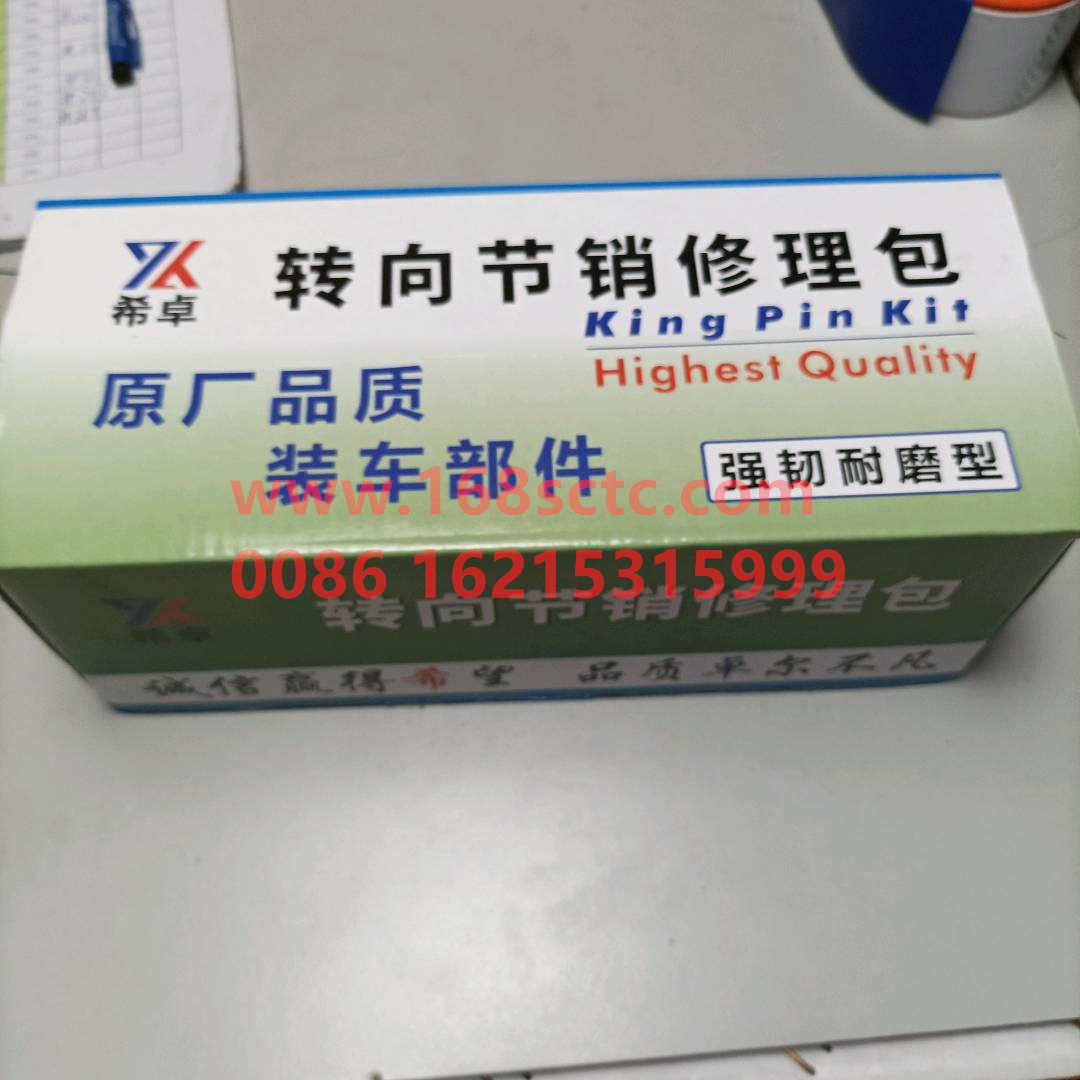 希卓
转向节销修理包
King Pin Kit
Highest Quality
原厂品质
装车部件
强韧耐磨型
www.168sctc.com
0086 16215315999
希卓
转向节销修理包
诚信赢得希望 品质卓尔不凡